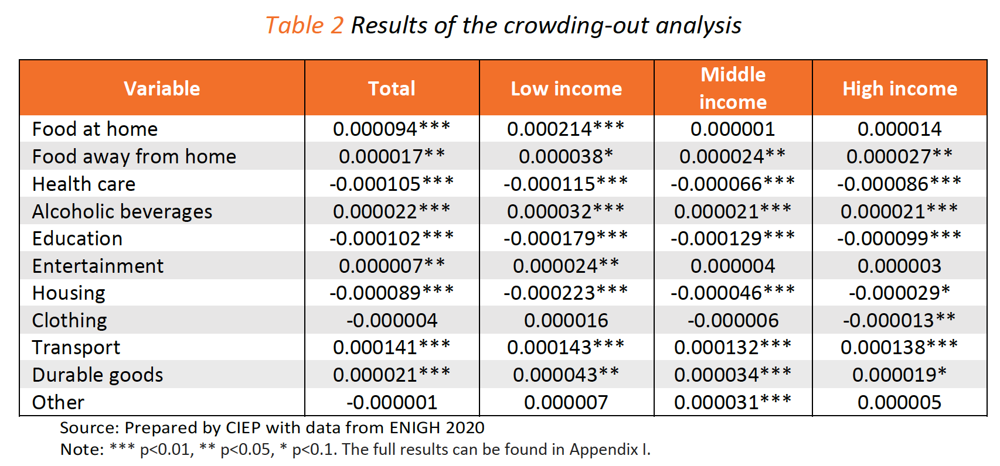 Table 2 Results of the crowding-out analysis
Variable Total Low income Middle income High income
Food at home 0.000094*** 0.000214*** 0.000001 0.000014
Food away from home 0.000017** 0.000038* 0.000024** 0.000027**
Health care -0.000105*** -0.000115*** -0.000066*** -0.000086***
Alcoholic beverages 0.000022*** 0.000032*** 0.000021*** 0.000021***
Education -0.000102*** -0.000179*** -0.000129*** -0.000099***
Entertainment 0.000007** 0.000024** 0.000004 0.000003
Housing -0.000089*** -0.000223*** -0.000046*** -0.000029*
Clothing -0.000004 0.000016 -0.000006 -0.000013**
Transport 0.000141*** 0.000143*** 0.000132*** 0.000138***
Durable goods 0.000021*** 0.000043** 0.000034*** 0.000019*
Other -0.000001 0.000007 0.000031*** 0.000005
Source: Prepared by CIEP with data from ENIGH 2020
Note: *** p<0.01, ** p<0.05, * p<0.1. The full results can be found in Appendix I.